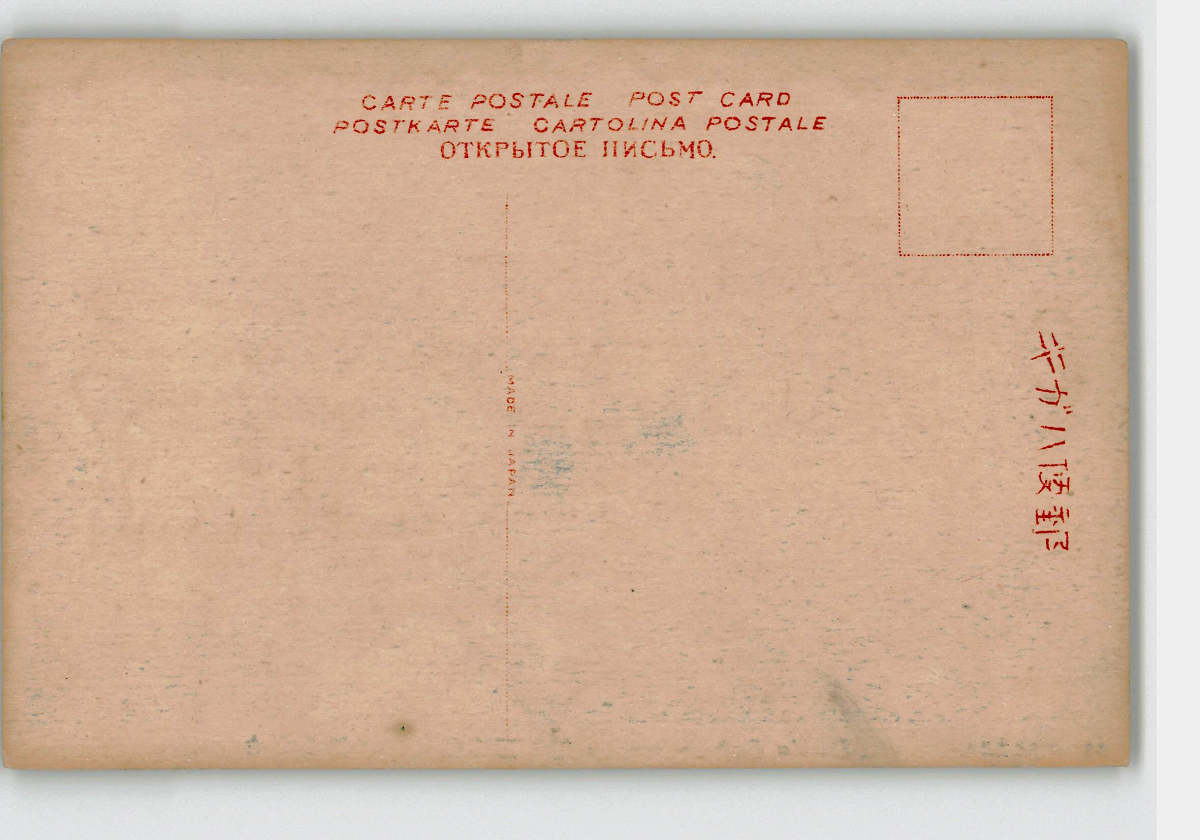 CARTE POSTALE POST CARD
POSTKARTE CARTOLINA POSTALE
ОТКРЫТОЕ ПИСЬМО.
MADE IN JAPAN
郵便ハガキ